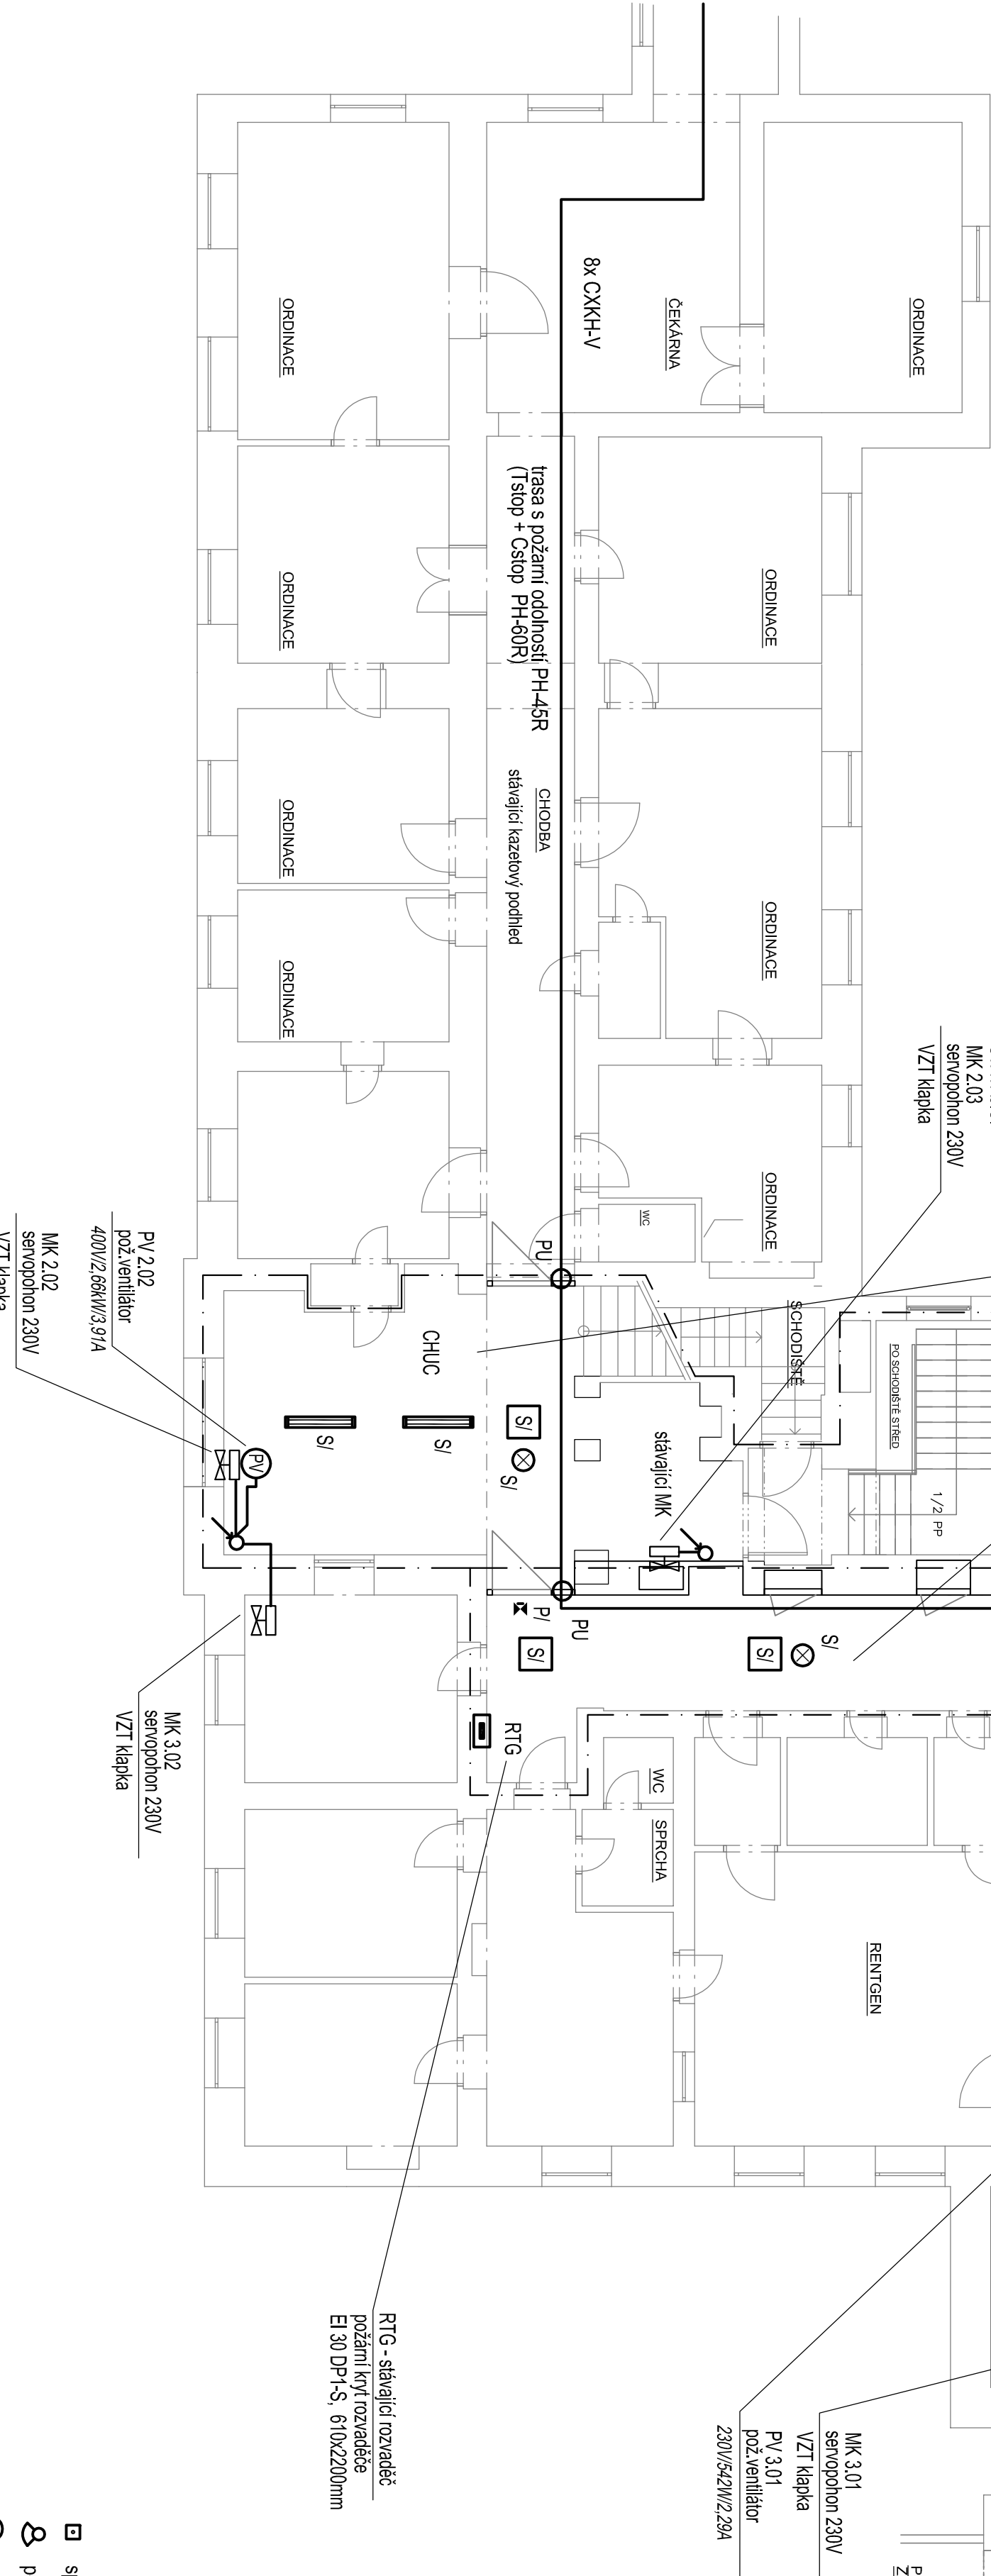 ORDINACE
ČEKÁRNA
8x CXKH-V
ORDINACE
trasa s požární odolností PH-45R
(Tstop + Cstop PH-60R)
ORDINACE
ORDINACE
CHODBA
stávající kazetový podhled
ORDINACE
ORDINACE
ORDINACE
ORDINACE
WC
MK 2.03
servopohon 230V
VZT klapka
PU
SCHODIŠTĚ
PO SCHODIŠTĚ STŘED
1/2 PP
CHUC
stávající MK
S/
S/
S/
S/
PV
PV 2.02
pož.ventilátor
400V/2,66kW/3,91A
MK 2.02
servopohon 230V
VZT klapka
PU
P/
S/
S/
S/
RTG
WC
SPRCHA
RENTGEN
MK 3.02
servopohon 230V
VZT klapka
RTG - stávající rozvaděč
požární kryt rozvaděče
EI 30 DP1-S, 610x2200mm
MK 3.01
servopohon 230V
VZT klapka
PV 3.01
pož.ventilátor
230V/542W/2,29A